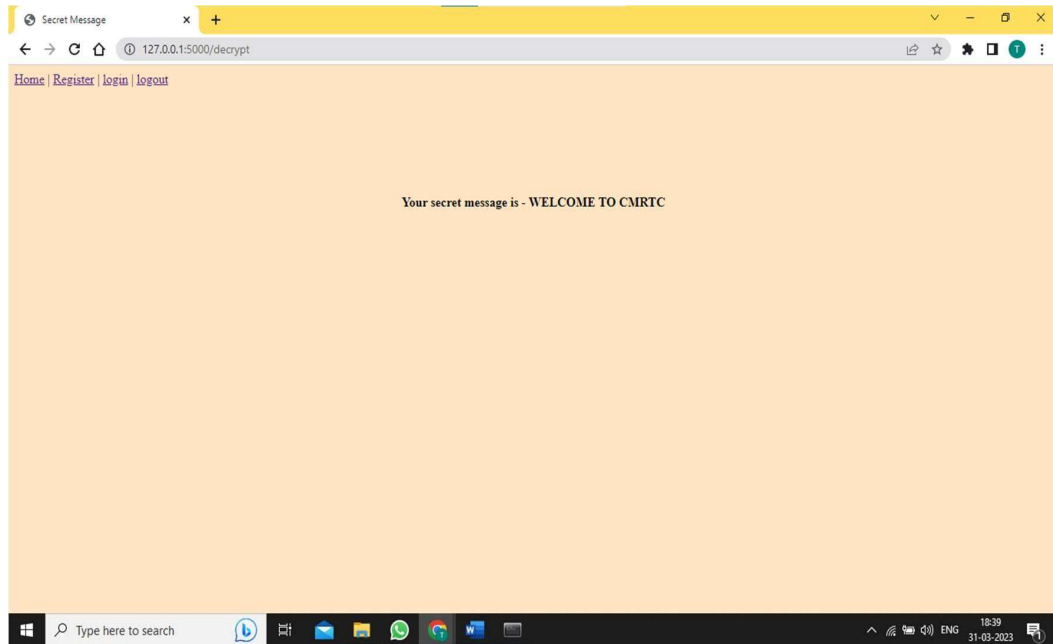 Secret Message
127.0.0.1:5000/decrypt
T
Home | Register | login | logout
Your secret message is - WELCOME TO CMRTC
Type here to search
ENG
18:39
31-03-2023
1